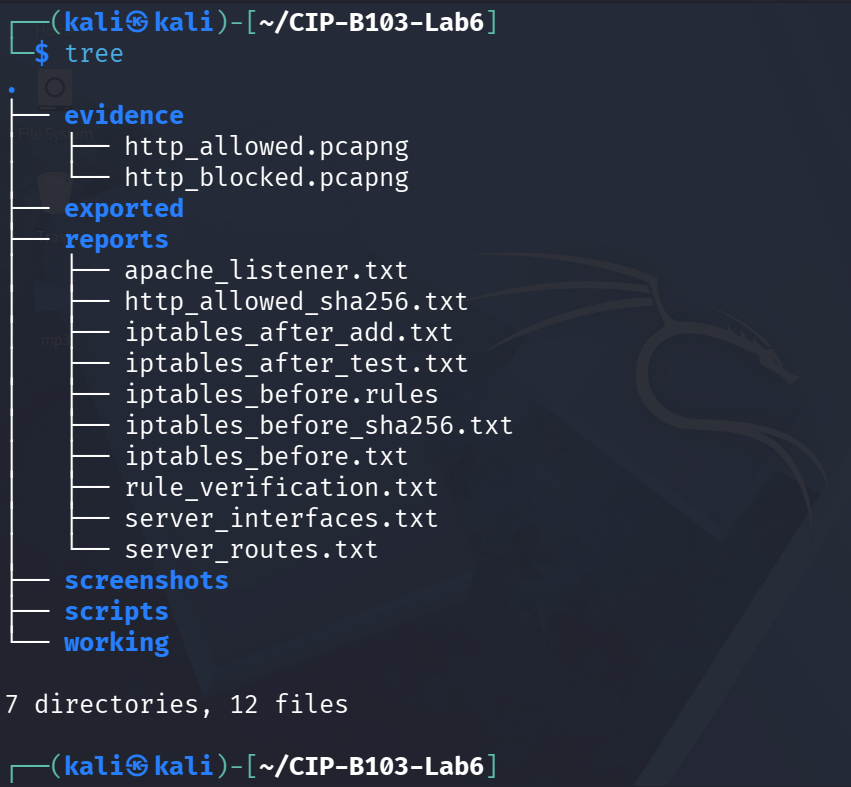 ┌──(kali㉿kali)-[~/CIP-B103-Lab6]
└─$ tree
.
├── evidence
│   ├── http_allowed.pcapng
│   └── http_blocked.pcapng
├── exported
├── reports
│   ├── apache_listener.txt
│   ├── http_allowed_sha256.txt
│   ├── iptables_after_add.txt
│   ├── iptables_after_test.txt
│   ├── iptables_before.rules
│   ├── iptables_before_sha256.txt
│   ├── iptables_before.txt
│   ├── rule_verification.txt
│   ├── server_interfaces.txt
│   └── server_routes.txt
├── screenshots
├── scripts
└── working

7 directories, 12 files

┌──(kali㉿kali)-[~/CIP-B103-Lab6]